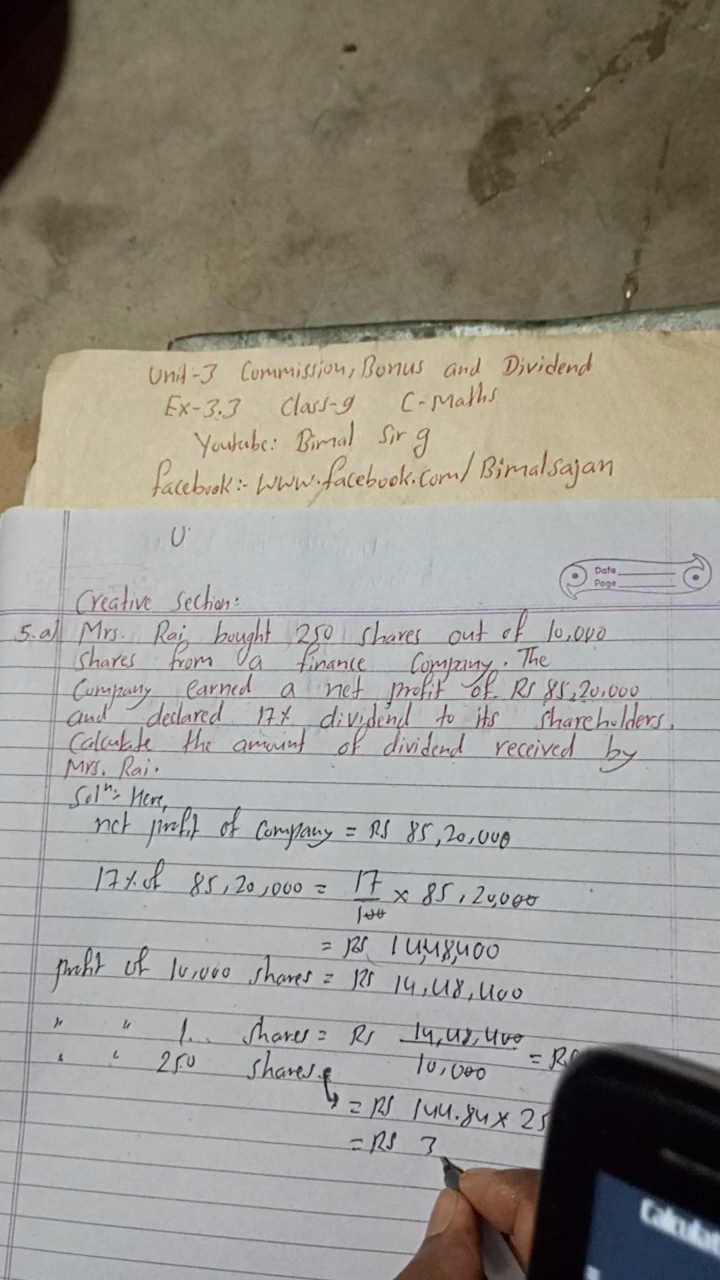 Unit-3 Commission, Bonus and Dividend
Ex-3.3 Class-9 C-Maths
Youtube: Bimal Sir g
facebook:- www.facebook.com/Bimalsajan
U
Date
Page
Creative section:
5.a) Mrs. Rai bought 250 shares out of 10,000
shares from a finance company. The
Company earned a net profit of Rs 85,20,000
and declared 17% dividend to its shareholders.
Calculate the amount of dividend received by
Mrs. Rai.
Solⁿ: Here,
net profit of company = Rs 85,20,000
17% of 85,20,000 = 17/100 × 85,20,000
= Rs 14,48,400
profit of 10,000 shares = Rs 14,48,400
" " 1 shares = Rs 14,48,400/10,000 = Rs
" " 250 shares
= Rs 144.84 × 25
= Rs 3
Calculat